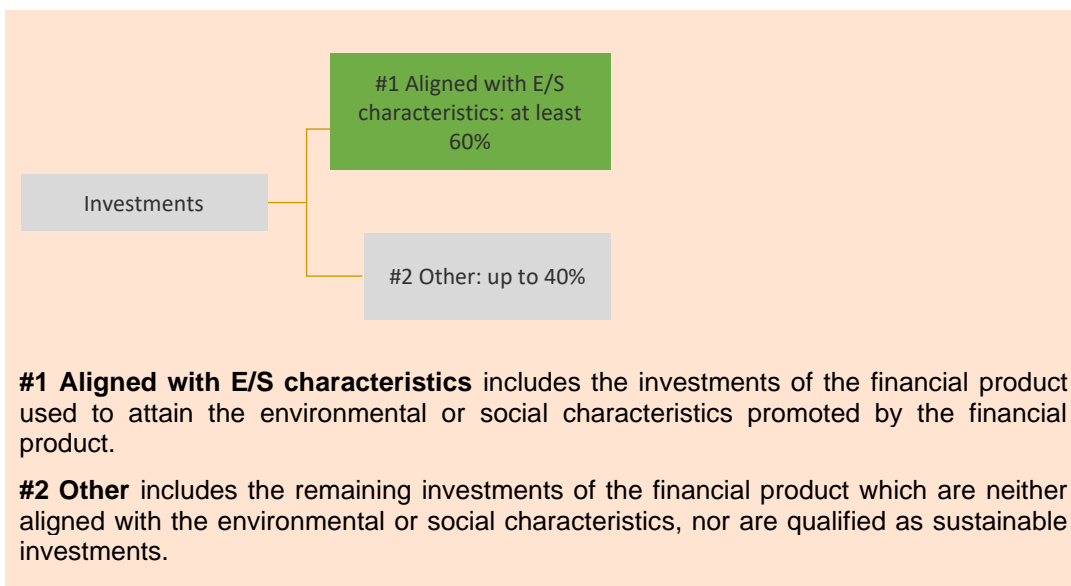 #1 Aligned with E/S
characteristics: at least
60%
Investments
#2 Other: up to 40%
#1 Aligned with E/S characteristics includes the investments of the financial product
used to attain the environmental or social characteristics promoted by the financial
product.
#2 Other includes the remaining investments of the financial product which are neither
aligned with the environmental or social characteristics, nor are qualified as sustainable
investments.